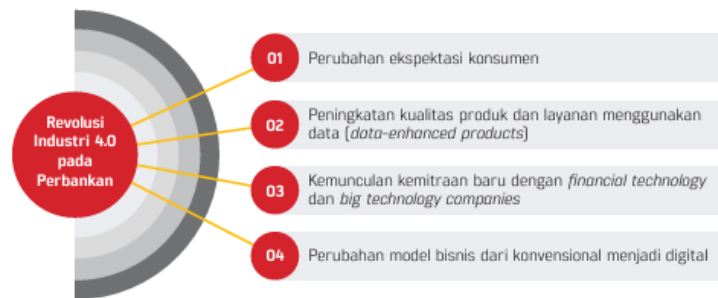 Revolusi
Industri 4.0
pada
Perbankan
01
Perubahan ekspektasi konsumen
02
Peningkatan kualitas produk dan layanan menggunakan
data (data-enhanced products)
03
Kemunculan kemitraan baru dengan financial technology
dan big technology companies
04
Perubahan model bisnis dari konvensional menjadi digital